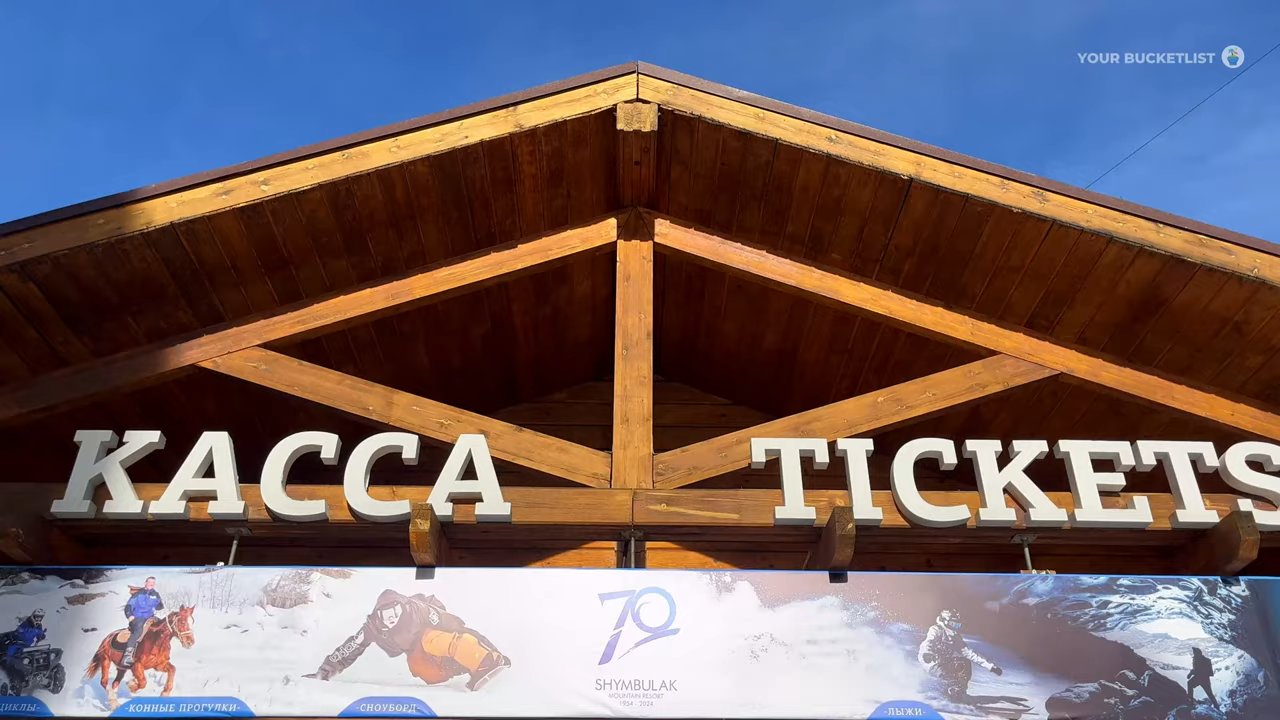 YOUR BUCKETLIST
КАССА TICKETS
70
SHYMBULAK
MOUNTAIN RESORT
1954 - 2024
ЦИКЛЫ-
-КОННЫЕ ПРОГУЛКИ-
-СНОУБОРД-
-ЛЫЖИ-